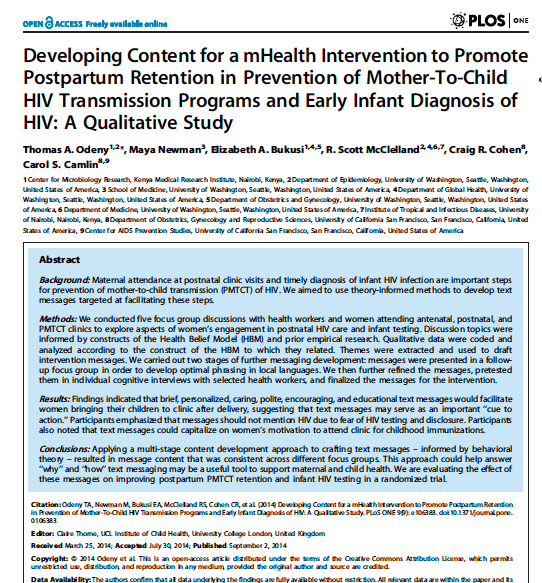 OPEN ACCESS Freely available online
PLOS ONE
Developing Content for a mHealth Intervention to Promote
Postpartum Retention in Prevention of Mother-To-Child
HIV Transmission Programs and Early Infant Diagnosis of
HIV: A Qualitative Study
Thomas A. Odeny1,2*, Maya Newman3, Elizabeth A. Bukusi1,4,5, R. Scott McClelland2,4,6,7, Craig R. Cohen8,
Carol S. Camlin8,9
1 Center for Microbiology Research, Kenya Medical Research Institute, Nairobi, Kenya, 2 Department of Epidemiology, University of Washington, Seattle, Washington,
United States of America, 3 School of Medicine, University of Washington, Seattle, Washington, United States of America, 4 Department of Global Health, University of
Washington, Seattle, Washington, United States of America, 5 Department of Obstetrics and Gynecology, University of Washington, Seattle, Washington, United States
of America, 6 Department of Medicine, University of Washington, Seattle, Washington, United States of America, 7 Institute of Tropical and Infectious Diseases, University
of Nairobi, Nairobi, Kenya, 8 Department of Obstetrics, Gynecology and Reproductive Sciences, University of California San Francisco, San Francisco, California, United
States of America, 9 Center for AIDS Prevention Studies, University of California San Francisco, San Francisco, California, United States of America
Abstract
Background: Maternal attendance at postnatal clinic visits and timely diagnosis of infant HIV infection are important steps
for prevention of mother-to-child transmission (PMTCT) of HIV. We aimed to use theory-informed methods to develop text
messages targeted at facilitating these steps.
Methods: We conducted five focus group discussions with health workers and women attending antenatal, postnatal, and
PMTCT clinics to explore aspects of women's engagement in postnatal HIV care and infant testing. Discussion topics were
informed by constructs of the Health Belief Model (HBM) and prior empirical research. Qualitative data were coded and
analyzed according to the construct of the HBM to which they related. Themes were extracted and used to draft
intervention messages. We carried out two stages of further messaging development: messages were presented in a follow-
up focus group in order to develop optimal phrasing in local languages. We then further refined the messages, pretested
them in individual cognitive interviews with selected health workers, and finalized the messages for the intervention.
Results: Findings indicated that brief, personalized, caring, polite, encouraging, and educational text messages would facilitate
women bringing their children to clinic after delivery, suggesting that text messages may serve as an important "cue to
action." Participants emphasized that messages should not mention HIV due to fear of HIV testing and disclosure. Participants
also noted that text messages could capitalize on women's motivation to attend clinic for childhood immunizations.
Conclusions: Applying a multi-stage content development approach to crafting text messages – informed by behavioral
theory – resulted in message content that was consistent across different focus groups. This approach could help answer
"why" and "how" text messaging may be a useful tool to support maternal and child health. We are evaluating the effect of
these messages on improving postpartum PMTCT retention and infant HIV testing in a randomized trial.
Citation: Odeny TA, Newman M, Bukusi EA, McClelland RS, Cohen CR, et al. (2014) Developing Content for a mHealth Intervention to Promote Postpartum Retention
in Prevention of Mother-To-Child HIV Transmission Programs and Early Infant Diagnosis of HIV: A Qualitative Study. PLoS ONE 9(9): e106383. doi:10.1371/journal.pone.
0106383
Editor: Claire Thorne, UCL Institute of Child Health, University College London, United Kingdom
Received March 25, 2014; Accepted July 30, 2014; Published September 2, 2014
Copyright: © 2014 Odeny et al. This is an open-access article distributed under the terms of the Creative Commons Attribution License, which permits
unrestricted use, distribution, and reproduction in any medium, provided the original author and source are credited.
Data Availability: The authors confirm that all data underlying the findings are fully available without restriction. All relevant data are within the paper and its